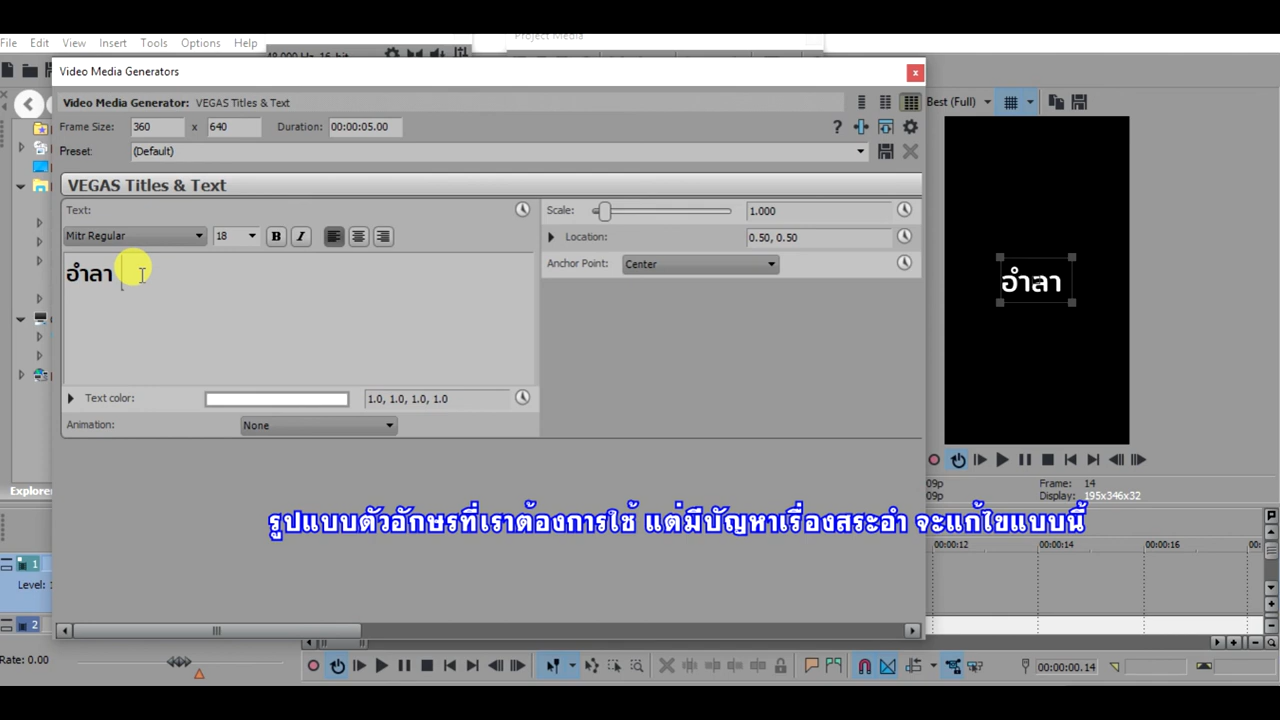 Project Media
File Edit View Insert Tools Options Help
Video Media Generators
x
Video Media Generator: VEGAS Titles & Text
Frame Size: 360 x 640 Duration: 00:00:05.00
?
Preset: (Default)
Best (Full)
VEGAS Titles & Text
Text:
Mitr Regular 18 B I
อำลา
Scale: 1.000
Location: 0.50, 0.50
Anchor Point: Center
อำลา
Text color: 1.0, 1.0, 1.0, 1.0
Animation: None
09p Frame: 14
09p Display: 195x346x32
Explorer
รูปแบบตัวอักษรที่เราต้องการใช้ แต่มีบัญหาเรื่องสระอำ จะแก้ไขแบบนี้
00:00:12 00:00:14 00:00:16 00:
1
Level:
2
Rate: 0.00
00:00:00.14